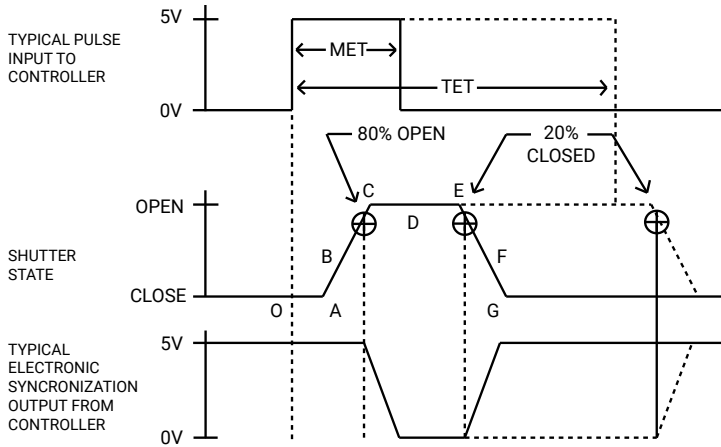 5V
TYPICAL PULSE
INPUT TO
CONTROLLER
MET
TET
0V
80% OPEN
20%
CLOSED
C
E
OPEN
D
B
F
SHUTTER
STATE
CLOSE
O
A
G
5V
TYPICAL
ELECTRONIC
SYNCRONIZATION
OUTPUT FROM
CONTROLLER
0V